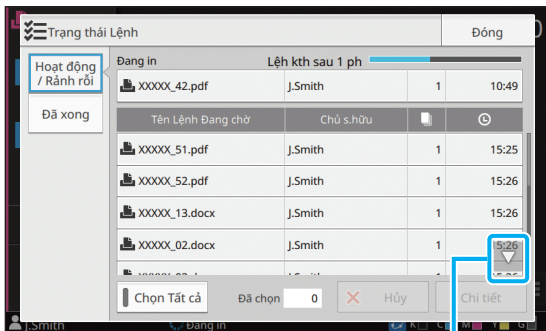 Trạng thái Lệnh
Đóng
Hoạt động / Rảnh rỗi
Đã xong
Đang in
Lệh kth sau 1 ph
XXXXX_42.pdf J.Smith 1 10:49
Tên Lệnh Đang chờ Chủ s.hữu
XXXXX_51.pdf J.Smith 1 15:25
XXXXX_52.pdf J.Smith 1 15:26
XXXXX_13.docx J.Smith 1 15:26
XXXXX_02.docx J.Smith 1 15:26
Chọn Tất cả
Đã chọn 0
Hủy
Chi tiết
J.Smith Đang in K C M Y G